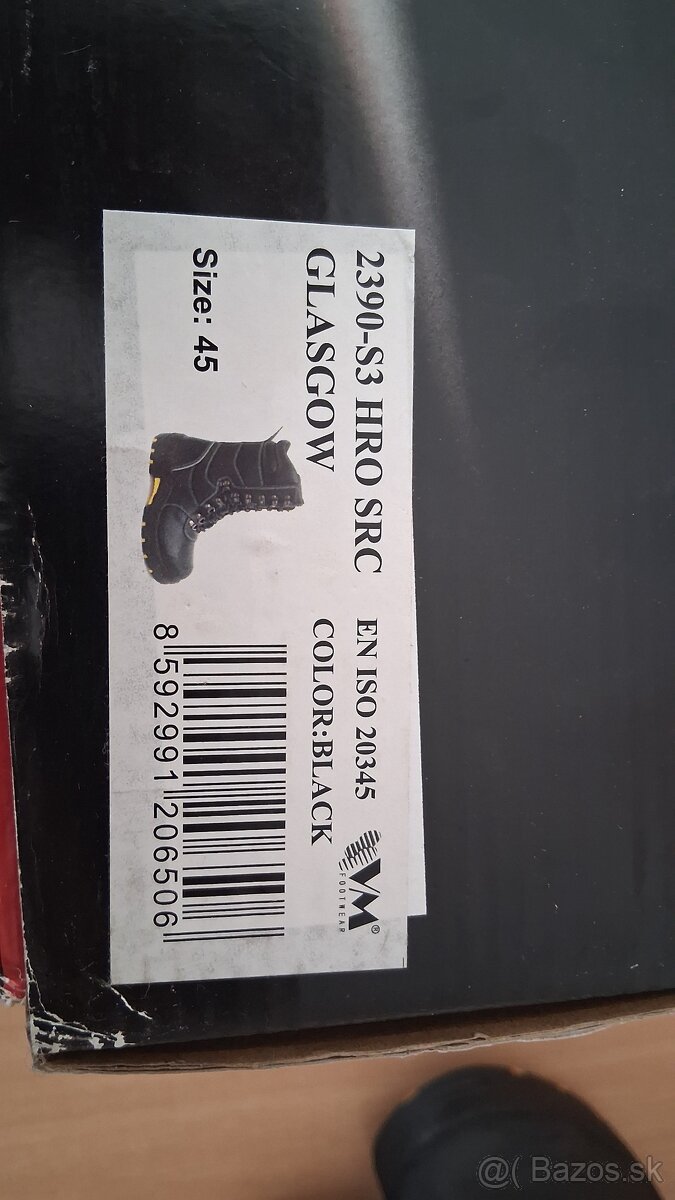 2390-S3 HRO SRC
GLASGOW
Size: 45
EN ISO 20345
COLOR:BLACK
VM®
FOOTWEAR
8 592991 206506
@( Bazos.sk